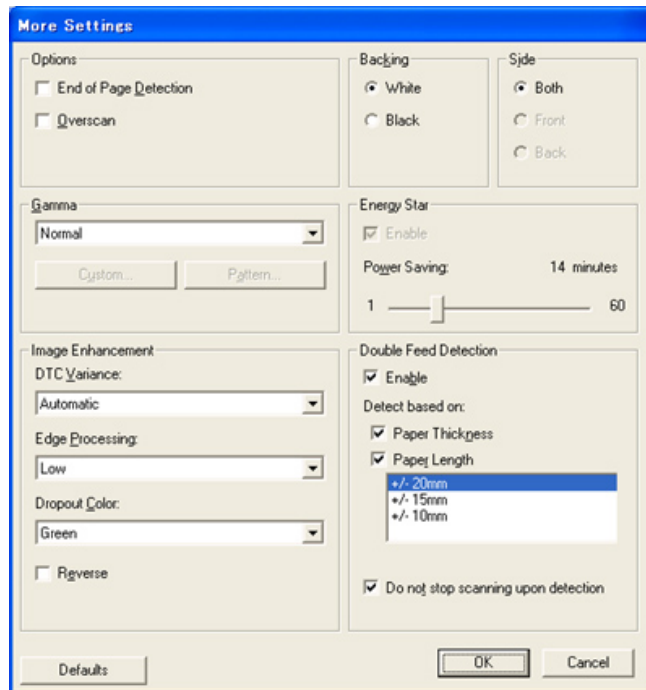 More Settings
Options
End of Page Detection
Overscan
Backing
White
Black
Side
Both
Front
Back
Gamma
Normal
Custom...
Pattern...
Energy Star
Enable
Power Saving: 14 minutes
1 60
Image Enhancement
DTC Variance:
Automatic
Edge Processing:
Low
Dropout Color:
Green
Reverse
Double Feed Detection
Enable
Detect based on:
Paper Thickness
Paper Length
+/- 20mm
+/- 15mm
+/- 10mm
Do not stop scanning upon detection
Defaults
OK
Cancel